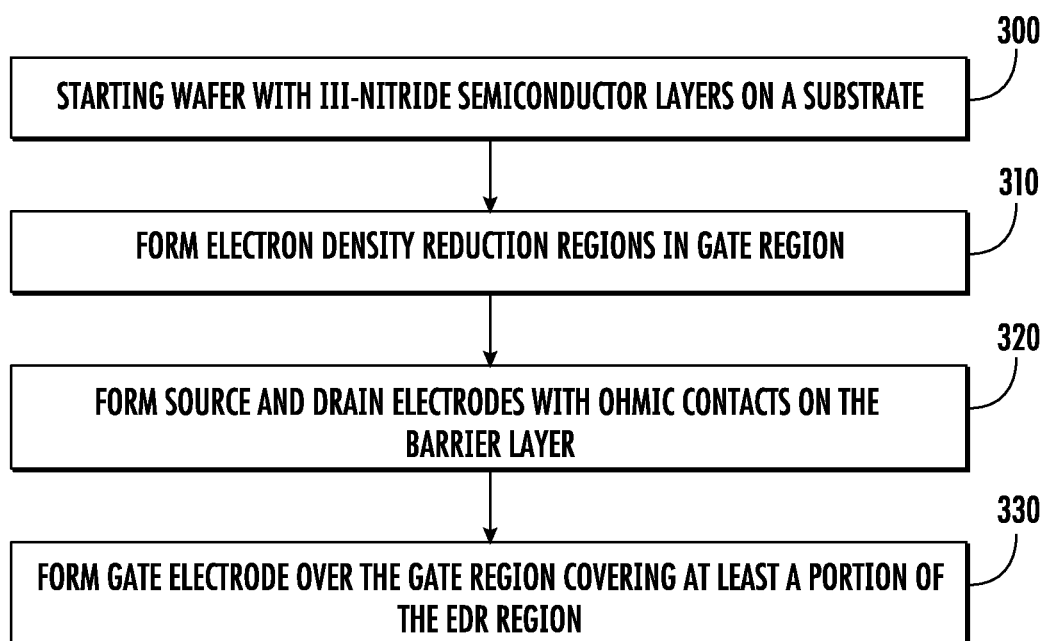 300
STARTING WAFER WITH III-NITRIDE SEMICONDUCTOR LAYERS ON A SUBSTRATE
310
FORM ELECTRON DENSITY REDUCTION REGIONS IN GATE REGION
320
FORM SOURCE AND DRAIN ELECTRODES WITH OHMIC CONTACTS ON THE
BARRIER LAYER
330
FORM GATE ELECTRODE OVER THE GATE REGION COVERING AT LEAST A PORTION OF
THE EDR REGION